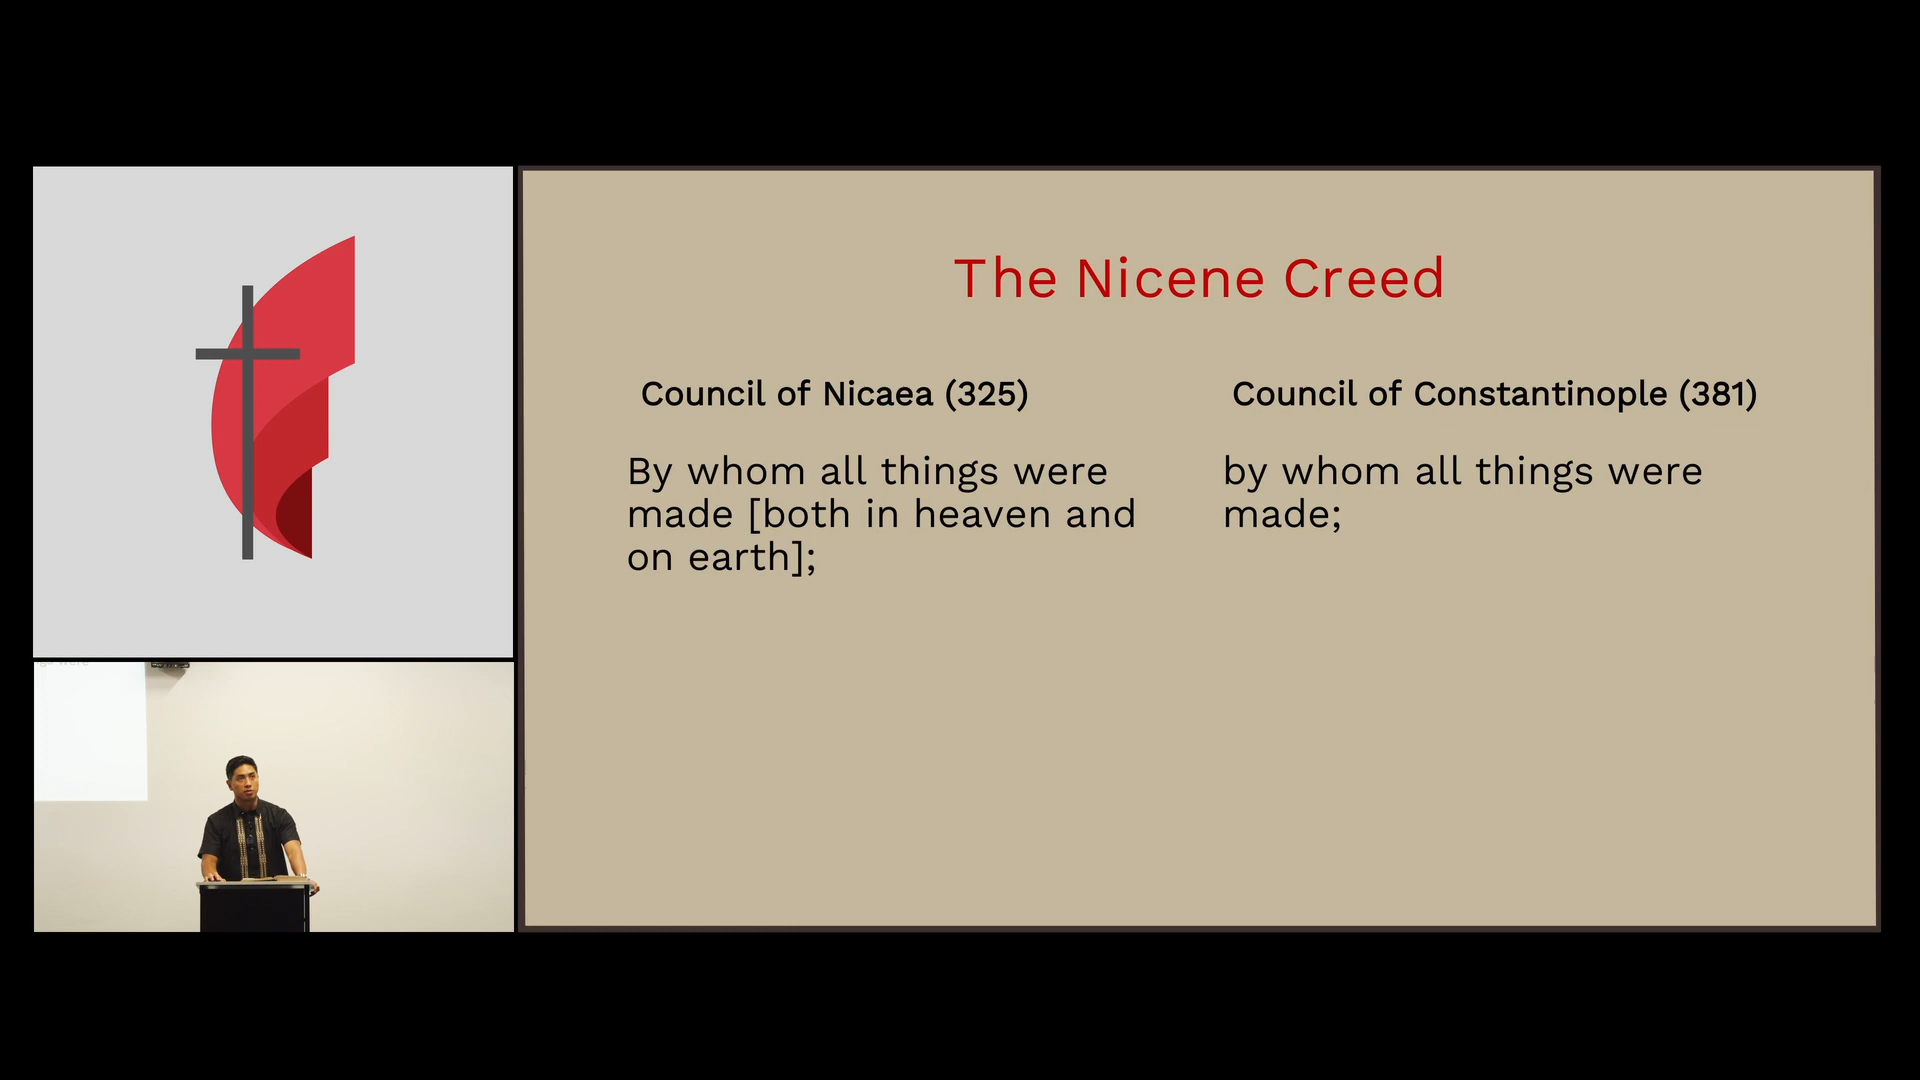 The Nicene Creed
Council of Nicaea (325)
By whom all things were
made [both in heaven and
on earth];
Council of Constantinople (381)
by whom all things were
made;